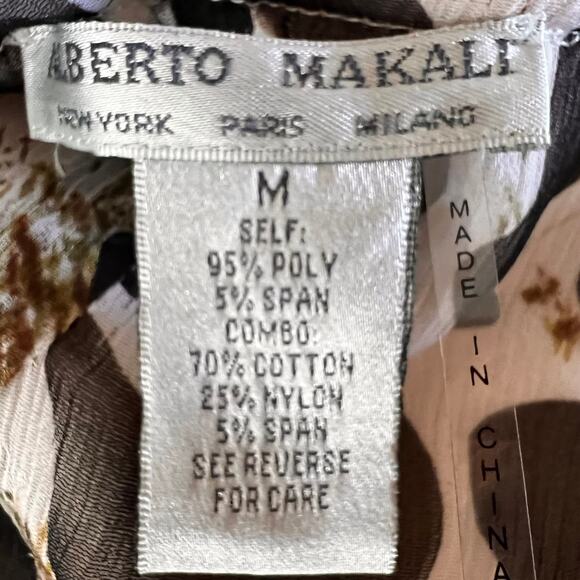 ALBERTO MAKALI
NEW YORK PARIS MILANO
M
SELF:
95% POLY
5% SPAN
COMBO:
70% COTTON
25% NYLON
5% SPAN
SEE REVERSE
FOR CARE
MADE IN CHINA